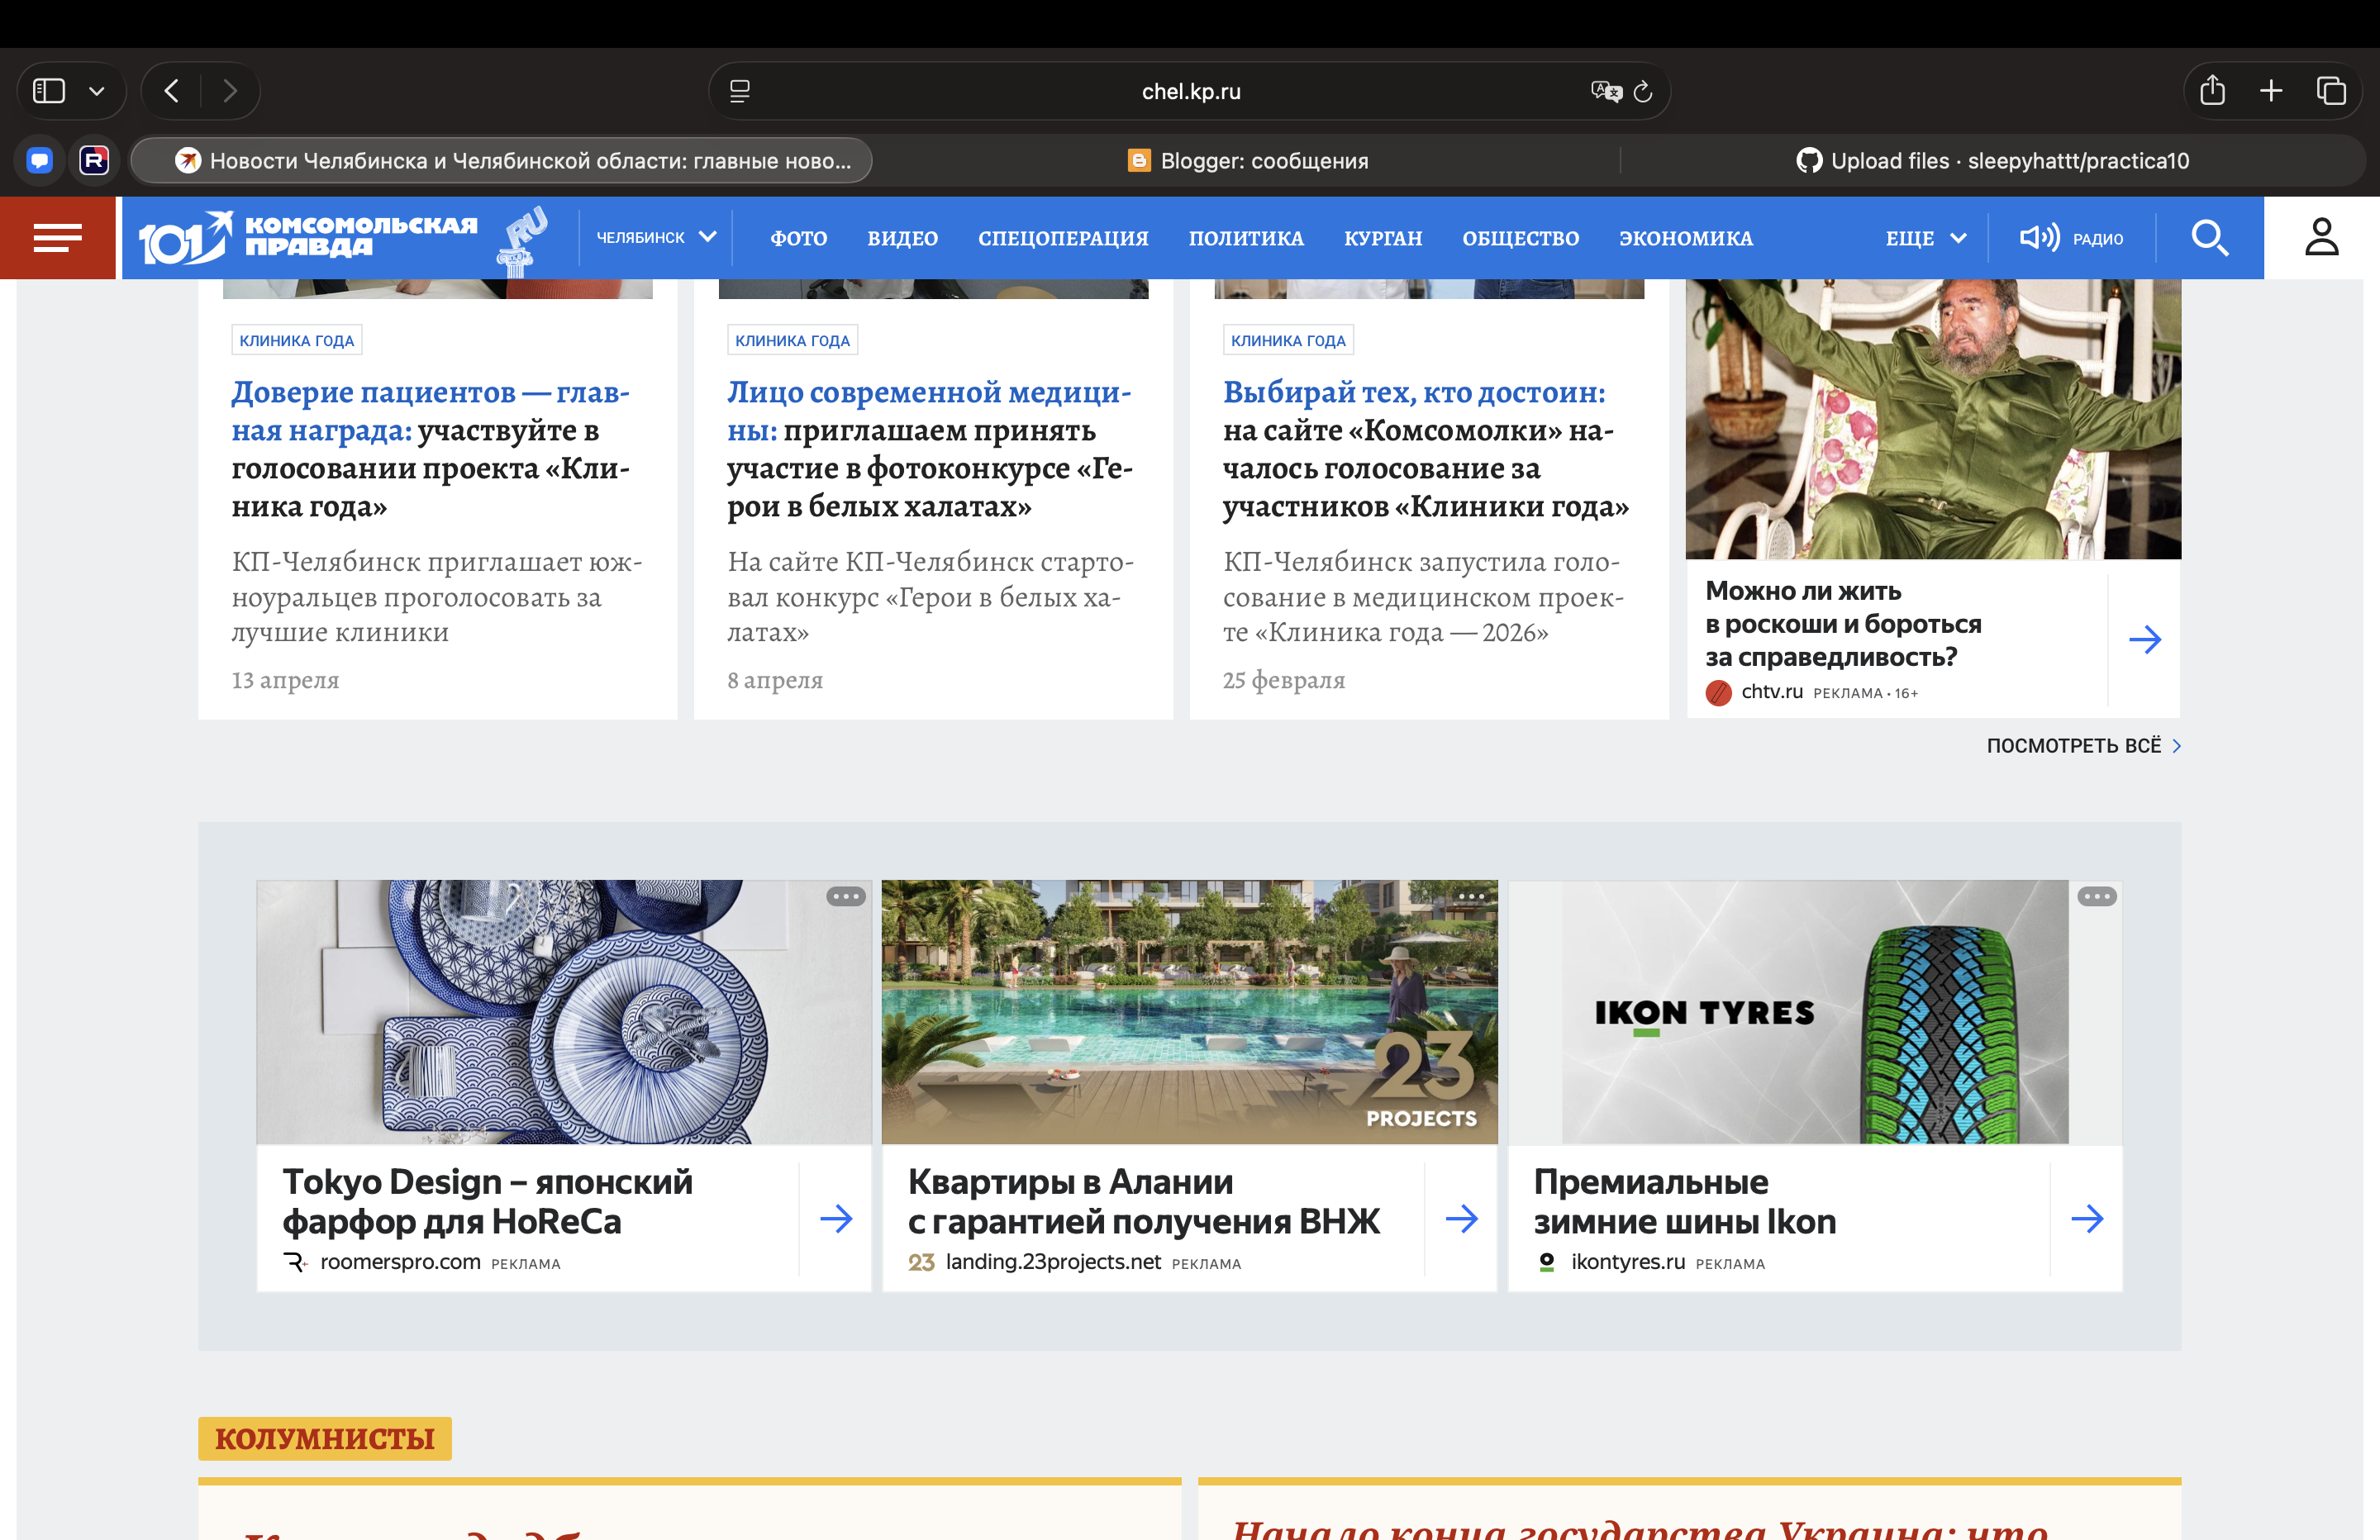 chel.kp.ru
Новости Челябинска и Челябинской области: главные ново...
Blogger: сообщения
Upload files · sleepyhattt/practica10
101 КОМСОМОЛЬСКАЯ
ПРАВДА
RU
ЧЕЛЯБИНСК
ФОТО
ВИДЕО
СПЕЦОПЕРАЦИЯ
ПОЛИТИКА
КУРГАН
ОБЩЕСТВО
ЭКОНОМИКА
ЕЩЕ
РАДИО
КЛИНИКА ГОДА
Доверие пациентов — глав-
ная награда: участвуйте в
голосовании проекта «Кли-
ника года»
КП-Челябинск приглашает юж-
ноуральцев проголосовать за
лучшие клиники
13 апреля
КЛИНИКА ГОДА
Лицо современной медици-
ны: приглашаем принять
участие в фотоконкурсе «Ге-
рои в белых халатах»
На сайте КП-Челябинск старто-
вал конкурс «Герои в белых ха-
латах»
8 апреля
КЛИНИКА ГОДА
Выбирай тех, кто достоин:
на сайте «Комсомолки» на-
чалось голосование за
участников «Клиники года»
КП-Челябинск запустила голо-
сование в медицинском проек-
те «Клиника года — 2026»
25 февраля
Можно ли жить
в роскоши и бороться
за справедливость?
chtv.ru РЕКЛАМА • 16+
ПОСМОТРЕТЬ ВСЁ
Tokyo Design – японский
фарфор для HoReCa
roomerspro.com РЕКЛАМА
23
PROJECTS
Квартиры в Алании
с гарантией получения ВНЖ
23 landing.23projects.net РЕКЛАМА
IKON TYRES
Премиальные
зимние шины Ikon
ikontyres.ru РЕКЛАМА
КОЛУМНИСТЫ
Начало конца государства Украина: что